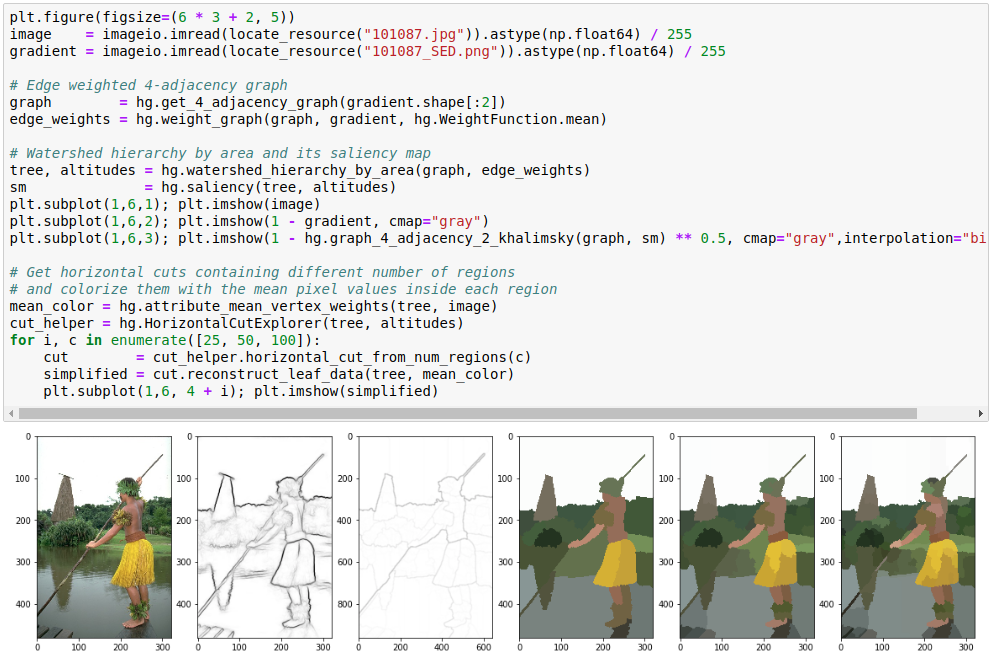 plt.figure(figsize=(6 * 3 + 2, 5))
image    = imageio.imread(locate_resource("101087.jpg")).astype(np.float64) / 255
gradient = imageio.imread(locate_resource("101087_SED.png")).astype(np.float64) / 255
# Edge weighted 4-adjacency graph
graph        = hg.get_4_adjacency_graph(gradient.shape[:2])
edge_weights = hg.weight_graph(graph, gradient, hg.WeightFunction.mean)
# Watershed hierarchy by area and its saliency map
tree, altitudes = hg.watershed_hierarchy_by_area(graph, edge_weights)
sm              = hg.saliency(tree, altitudes)
plt.subplot(1,6,1); plt.imshow(image)
plt.subplot(1,6,2); plt.imshow(1 - gradient, cmap="gray")
plt.subplot(1,6,3); plt.imshow(1 - hg.graph_4_adjacency_2_khalimsky(graph, sm) ** 0.5, cmap="gray",interpolation="bi
# Get horizontal cuts containing different number of regions
# and colorize them with the mean pixel values inside each region
mean_color = hg.attribute_mean_vertex_weights(tree, image)
cut_helper = hg.HorizontalCutExplorer(tree, altitudes)
for i, c in enumerate([25, 50, 100]):
    cut        = cut_helper.horizontal_cut_from_num_regions(c)
    simplified = cut.reconstruct_leaf_data(tree, mean_color)
    plt.subplot(1,6, 4 + i); plt.imshow(simplified)
0 0 0 0 0 0
100 100 200 100 100 100
200 200 400 200 200 200
300 300 600 300 300 300
400 400 800 400 400 400
0 100 200 300 0 100 200 300 0 200 400 600 0 100 200 300 0 100 200 300 0 100 200 300